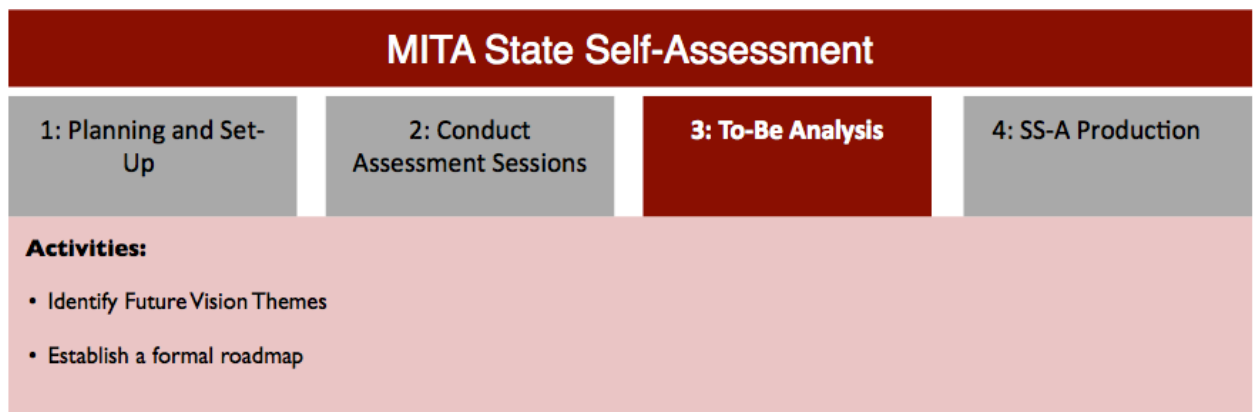 MITA State Self-Assessment
1: Planning and Set-
Up
2: Conduct
Assessment Sessions
3: To-Be Analysis
4: SS-A Production
Activities:
• Identify Future Vision Themes
• Establish a formal roadmap